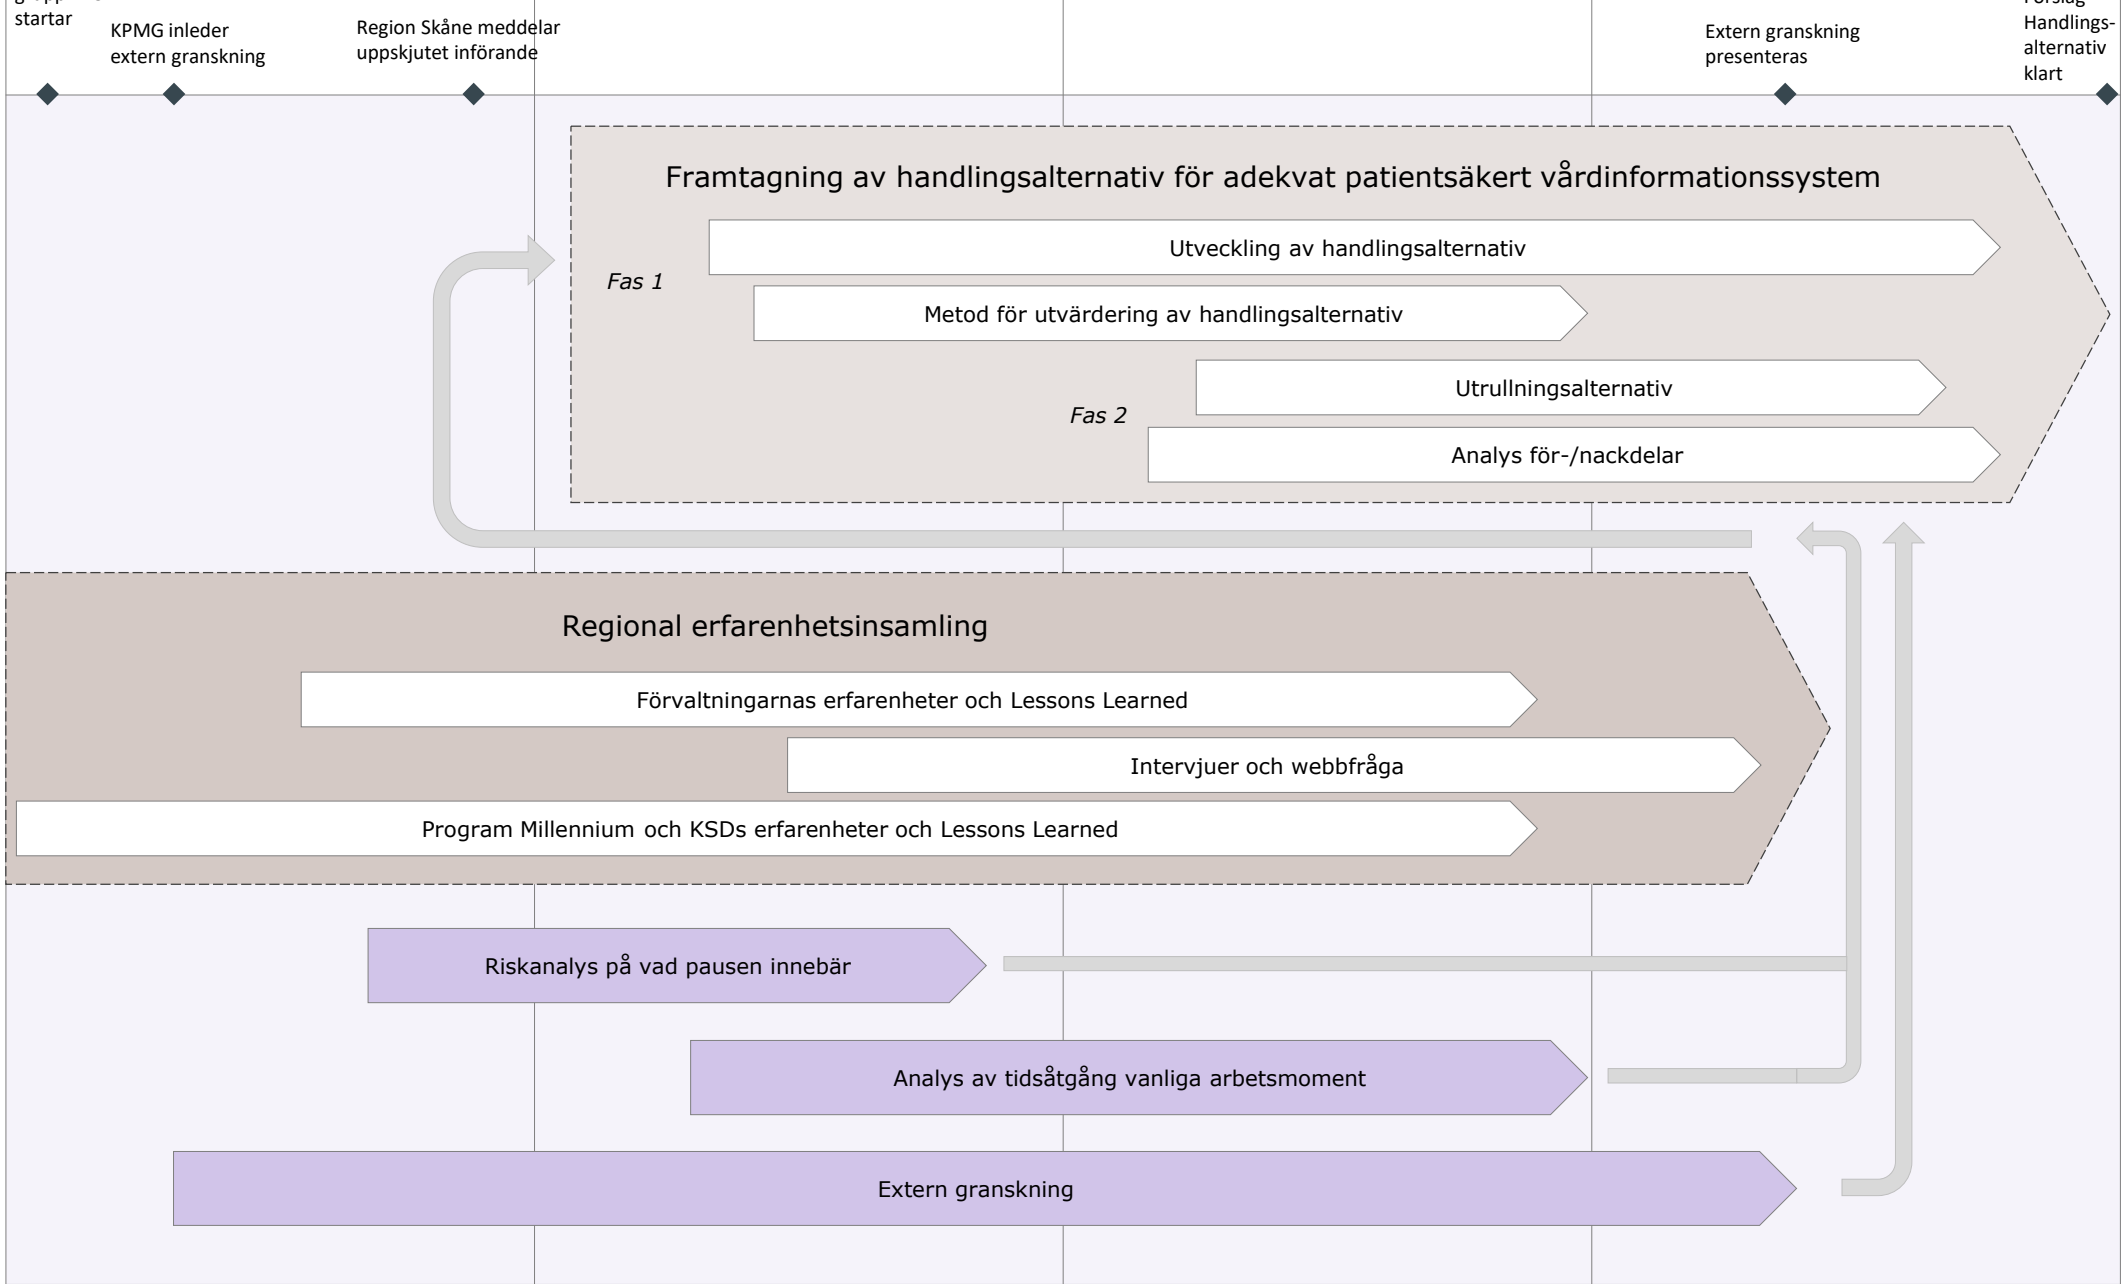 startar
KPMG inleder
extern granskning
Region Skåne meddelar
uppskjutet införande
Extern granskning
presenteras
Handlings-
alternativ
klart
Framtagning av handlingsalternativ för adekvat patientsäkert vårdinformationssystem
Utveckling av handlingsalternativ
Fas 1
Metod för utvärdering av handlingsalternativ
Utrullningsalternativ
Fas 2
Analys för-/nackdelar
Regional erfarenhetsinsamling
Förvaltningarnas erfarenheter och Lessons Learned
Intervjuer och webbfråga
Program Millennium och KSDs erfarenheter och Lessons Learned
Riskanalys på vad pausen innebär
Analys av tidsåtgång vanliga arbetsmoment
Extern granskning